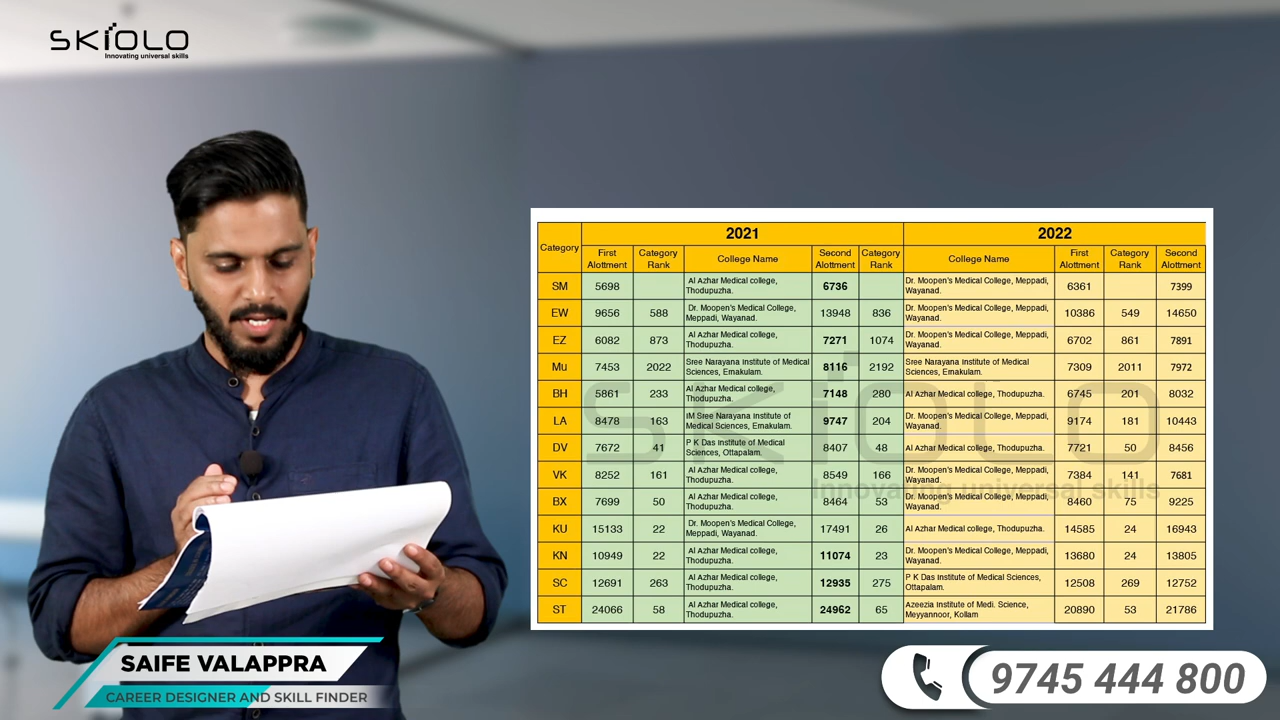 SKiOLO
Innovating universal skills
Category
2021
2022
First Alottment
Category Rank
College Name
Second Alottment
Category Rank
College Name
First Alottment
Category Rank
Second Alottment
SM 5698 Al Azhar Medical college, Thodupuzha. 6736 Dr. Moopen's Medical College, Meppadi, Wayanad. 6361 7399
EW 9656 588 Dr. Moopen's Medical College, Meppadi, Wayanad. 13948 836 Dr. Moopen's Medical College, Meppadi, Wayanad. 10386 549 14650
EZ 6082 873 Al Azhar Medical college, Thodupuzha. 7271 1074 Dr. Moopen's Medical College, Meppadi, Wayanad. 6702 861 7891
Mu 7453 2022 Sree Narayana Institute of Medical Sciences, Ernakulam. 8116 2192 Sree Narayana Institute of Medical Sciences, Ernakulam. 7309 2011 7972
BH 5861 233 Al Azhar Medical college, Thodupuzha. 7148 280 Al Azhar Medical college, Thodupuzha. 6745 201 8032
LA 8478 163 IM Sree Narayana Institute of Medical Sciences, Ernakulam. 9747 204 Dr. Moopen's Medical College, Meppadi, Wayanad. 9174 181 10443
DV 7672 41 P K Das Institute of Medical Sciences, Ottapalam. 8407 48 Al Azhar Medical college, Thodupuzha. 7721 50 8456
VK 8252 161 Al Azhar Medical college, Thodupuzha. 8549 166 Dr. Moopen's Medical College, Meppadi, Wayanad. 7384 141 7681
BX 7699 50 Al Azhar Medical college, Thodupuzha. 8464 53 Dr. Moopen's Medical College, Meppadi, Wayanad. 8460 75 9225
KU 15133 22 Dr. Moopen's Medical College, Meppadi, Wayanad. 17491 26 Al Azhar Medical college, Thodupuzha. 14585 24 16943
KN 10949 22 Al Azhar Medical college, Thodupuzha. 11074 23 Dr. Moopen's Medical College, Meppadi, Wayanad. 13680 24 13805
SC 12691 263 Al Azhar Medical college, Thodupuzha. 12935 275 P K Das Institute of Medical Sciences, Ottapalam. 12508 269 12752
ST 24066 58 Al Azhar Medical college, Thodupuzha. 24962 65 Azeezia Institute of Medi. Science, Meyyannoor, Kollam 20890 53 21786
SKiOLO
Innovating universal skills
SAIFE VALAPPRA
CAREER DESIGNER AND SKILL FINDER
9745 444 800